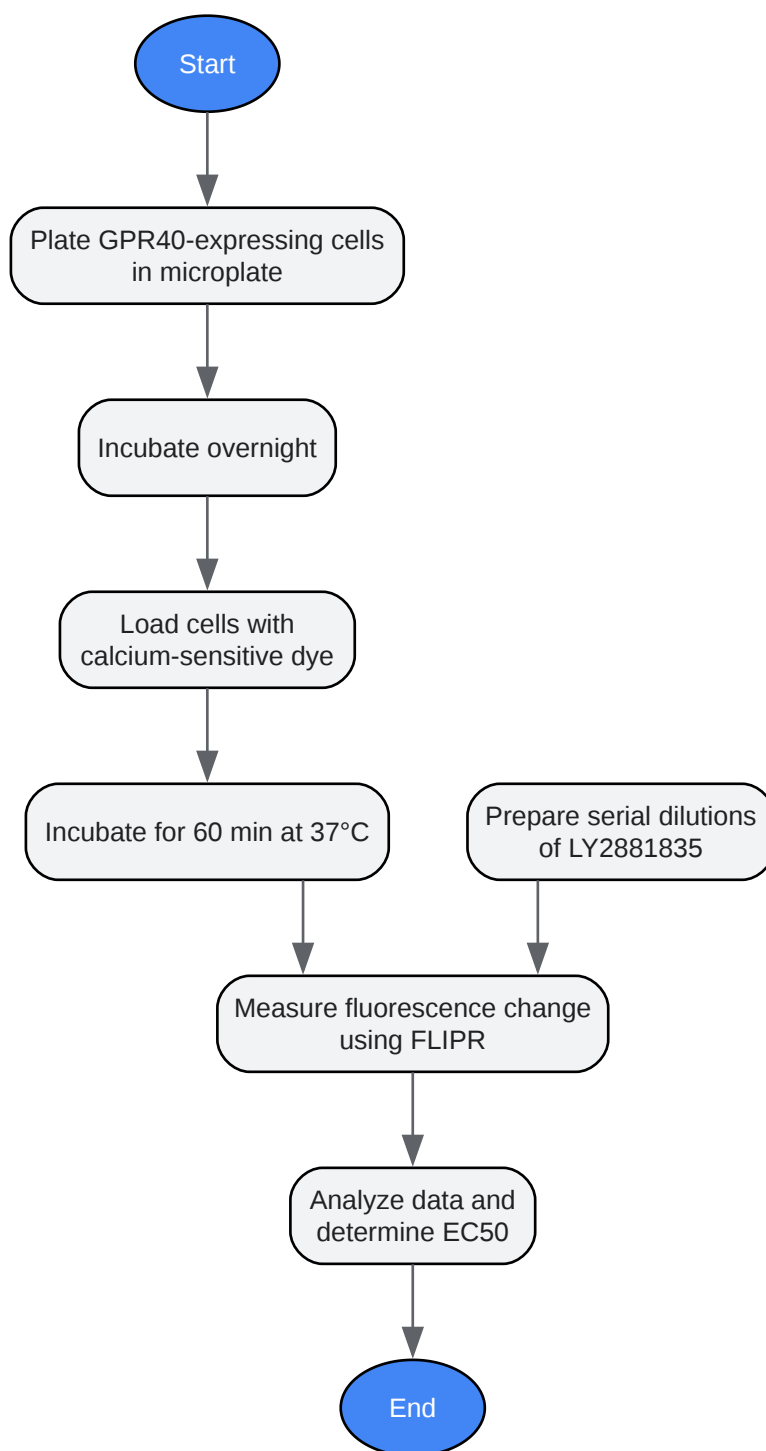 Start
Plate GPR40-expressing cells
in microplate
Incubate overnight
Load cells with
calcium-sensitive dye
Incubate for 60 min at 37°C
Prepare serial dilutions
of LY2881835
Measure fluorescence change
using FLIPR
Analyze data and
determine EC50
End